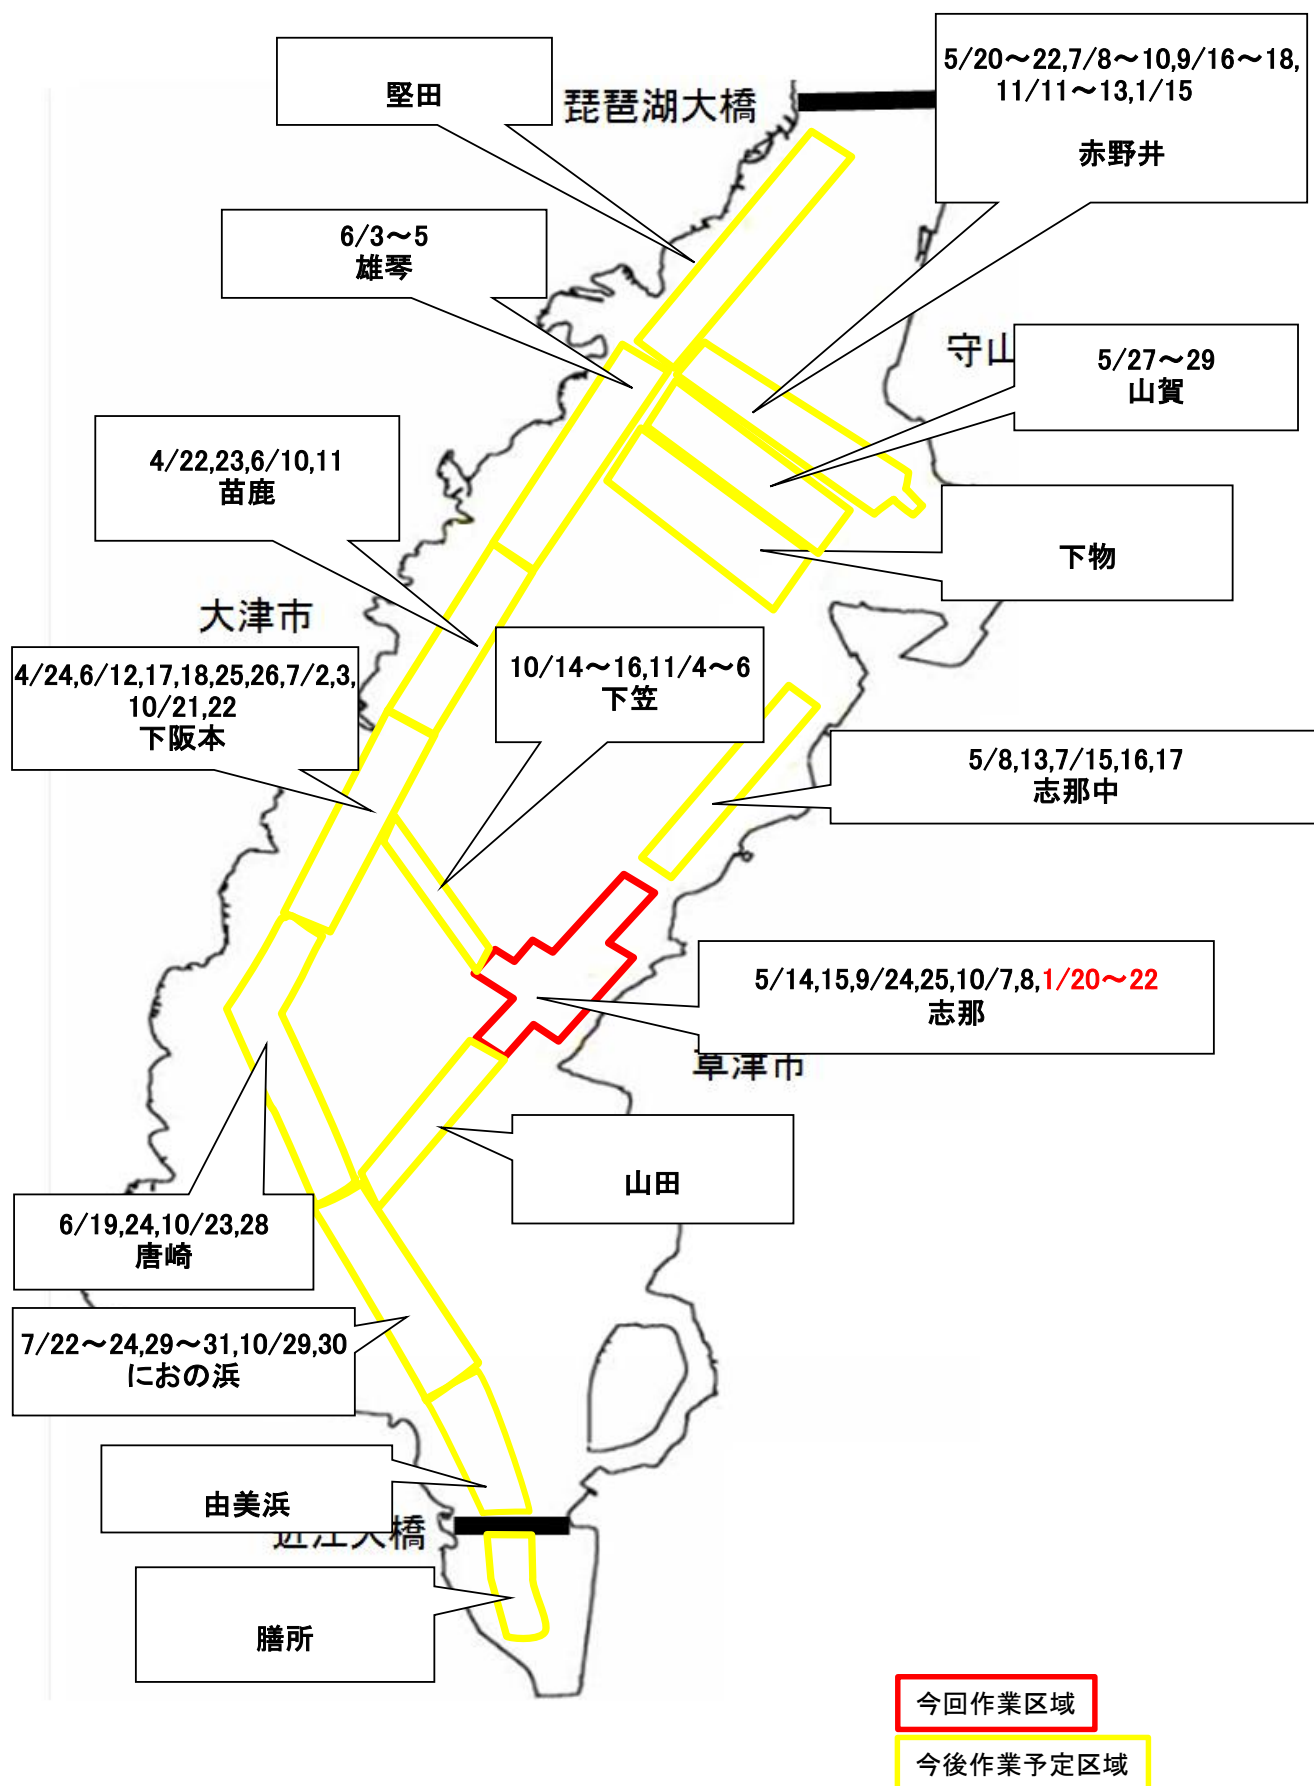 5/20～22,7/8～10,9/16～18,
11/11～13,1/15
赤野井
堅田
琵琶湖大橋
6/3～5
雄琴
守山
5/27～29
山賀
4/22,23,6/10,11
苗鹿
下物
大津市
4/24,6/12,17,18,25,26,7/2,3,
10/21,22
下阪本
10/14～16,11/4～6
下笠
5/8,13,7/15,16,17
志那中
5/14,15,9/24,25,10/7,8,1/20～22
志那
草津市
山田
6/19,24,10/23,28
唐崎
7/22～24,29～31,10/29,30
におの浜
由美浜
近江大橋
膳所
今回作業区域
今後作業予定区域